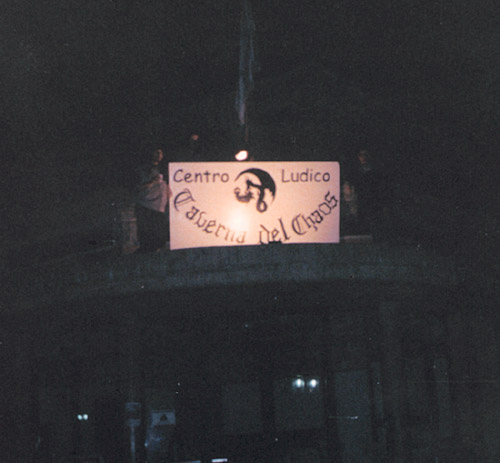 Centro Ludico
Taverna del Chaos